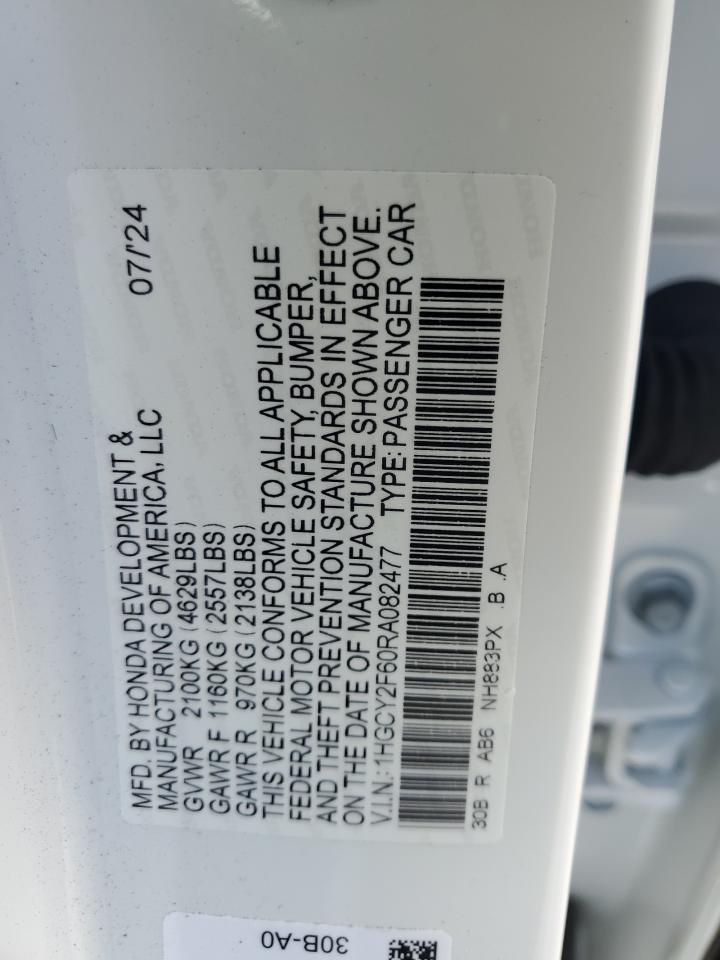 MFD. BY HONDA DEVELOPMENT & 07/'24
MANUFACTURING OF AMERICA, LLC
GVWR 2100KG (4629LBS)
GAWR F 1160KG (2557LBS)
GAWR R 970KG (2138LBS)
THIS VEHICLE CONFORMS TO ALL APPLICABLE
FEDERAL MOTOR VEHICLE SAFETY, BUMPER,
AND THEFT PREVENTION STANDARDS IN EFFECT
ON THE DATE OF MANUFACTURE SHOWN ABOVE.
V.I.N.: 1HGCY2F60RA082477 TYPE: PASSENGER CAR
30B R AB6 NH883PX .B .A
30B-A0